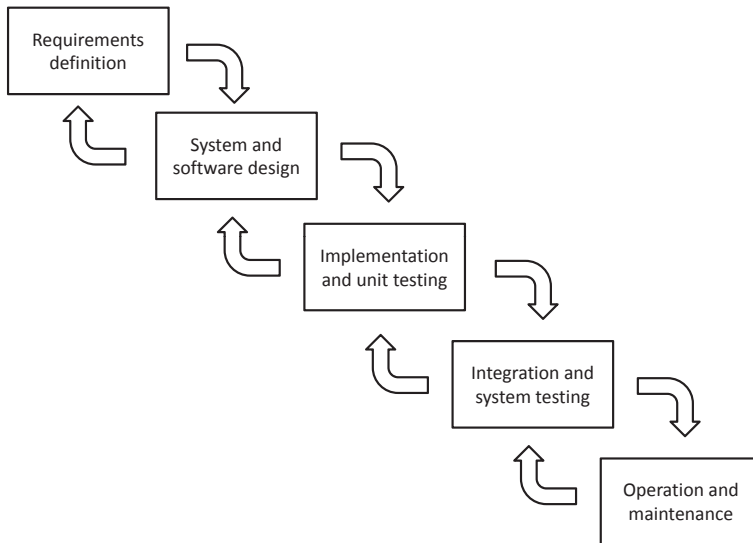 Requirements
definition
System and
software design
Implementation
and unit testing
Integration and
system testing
Operation and
maintenance